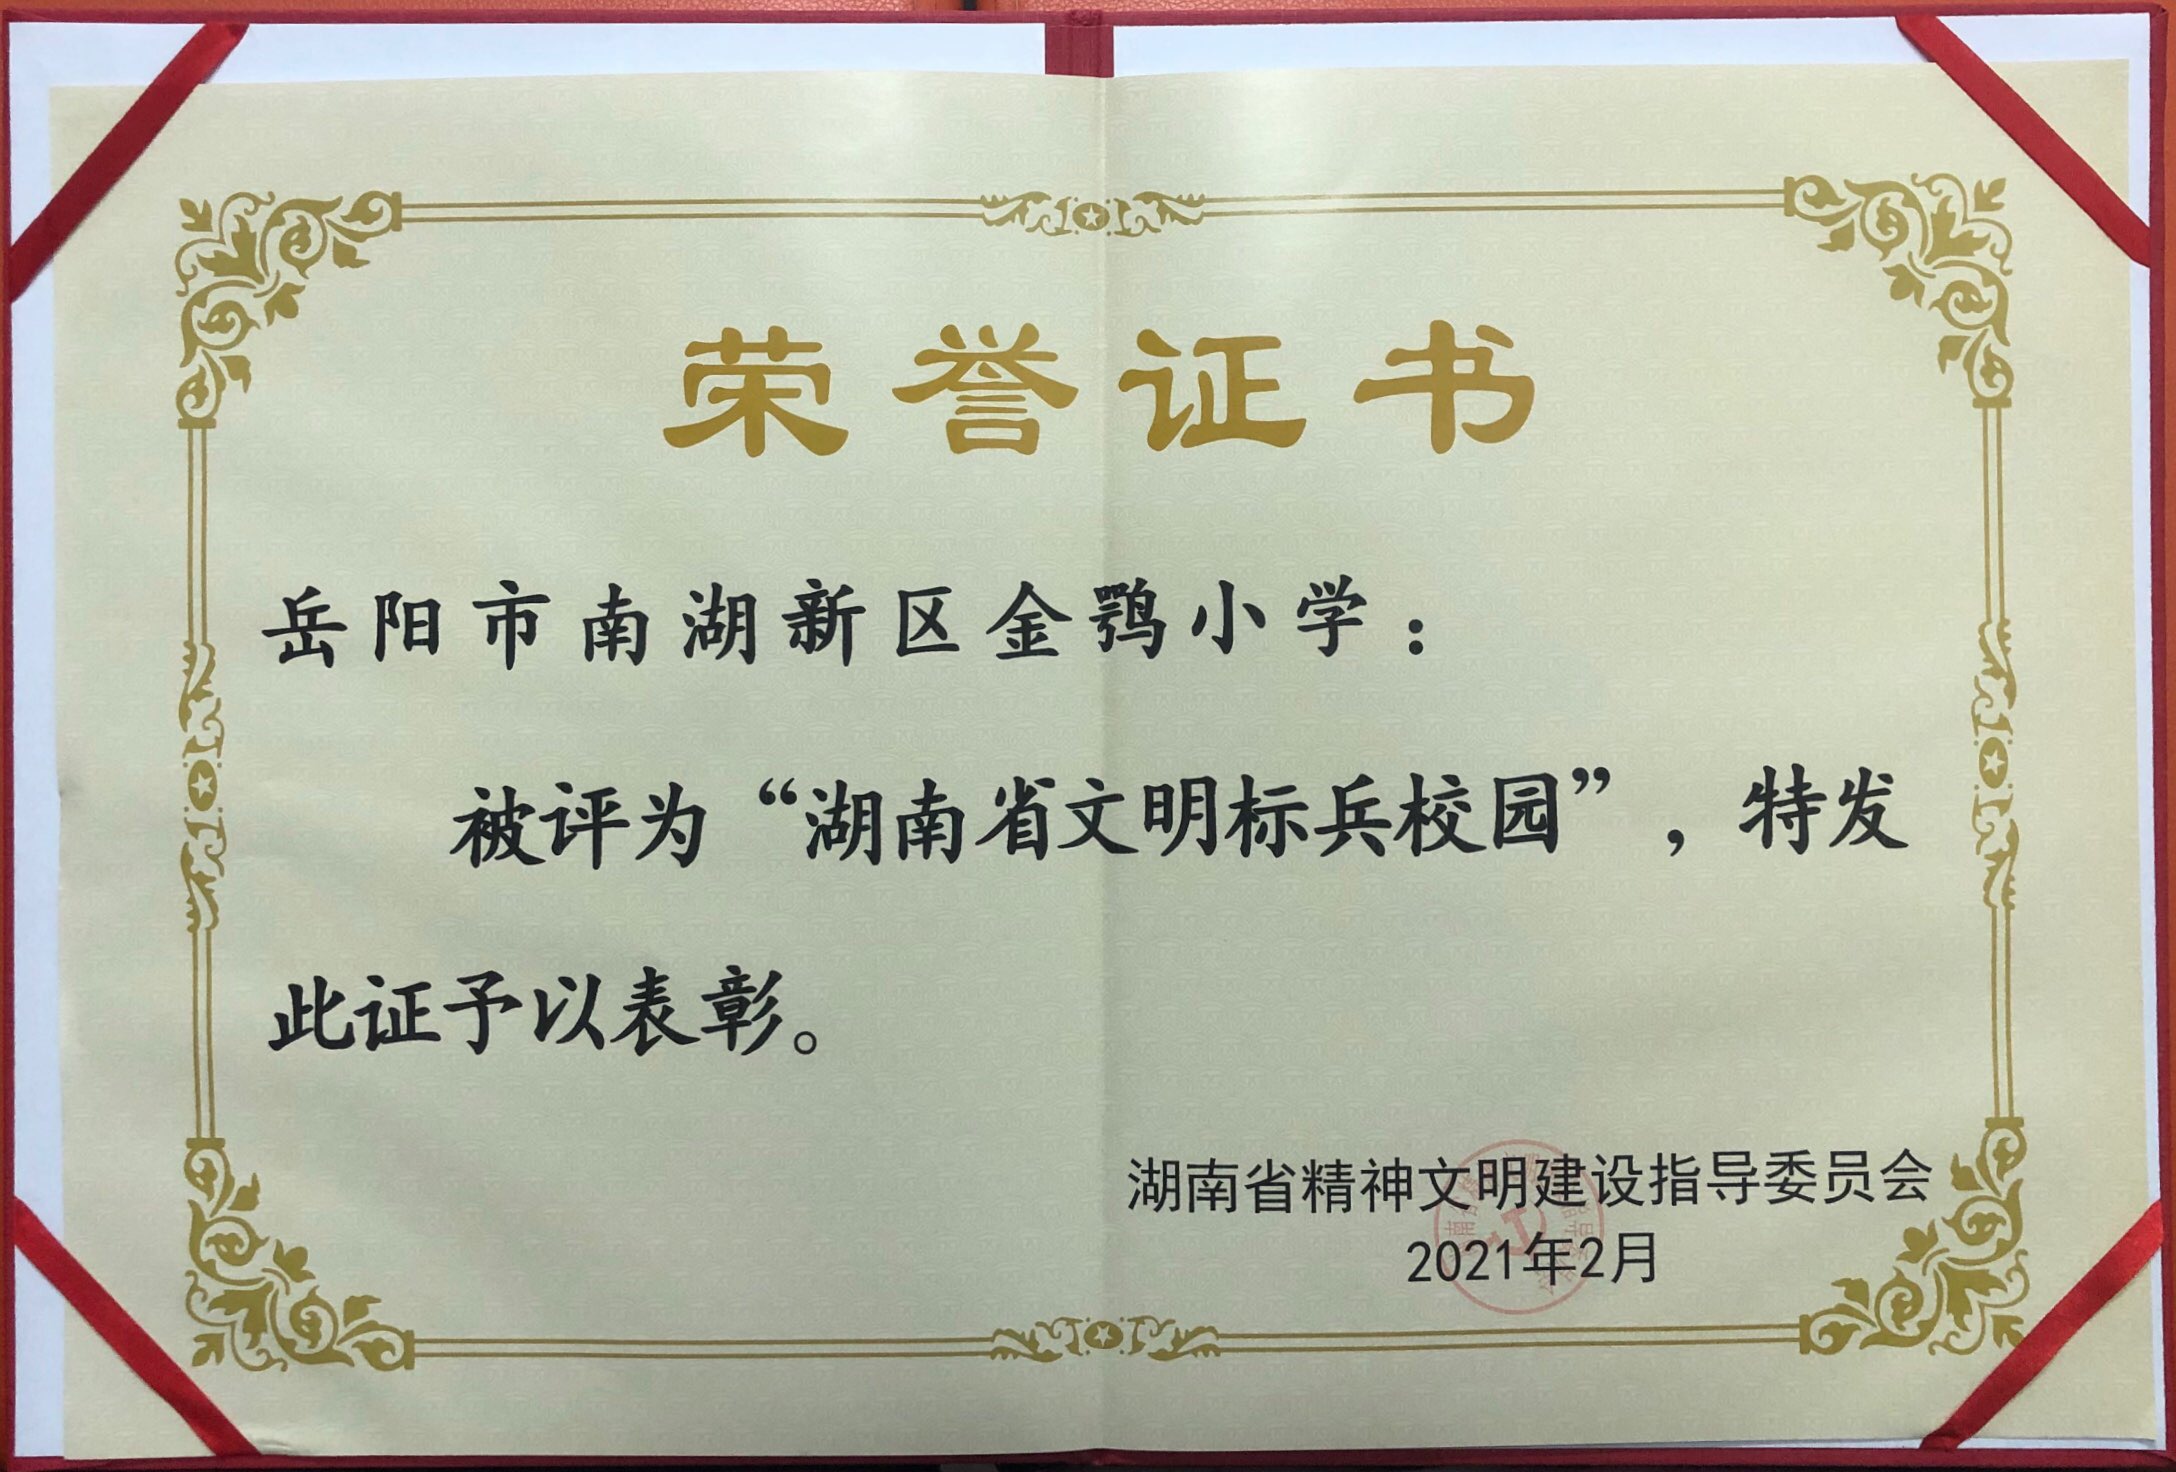 荣誉证书
岳阳市南湖新区金鹗小学：
被评为“湖南省文明标兵校园”，特发
此证予以表彰。
湖南省精神文明建设指导委员会
2021年2月